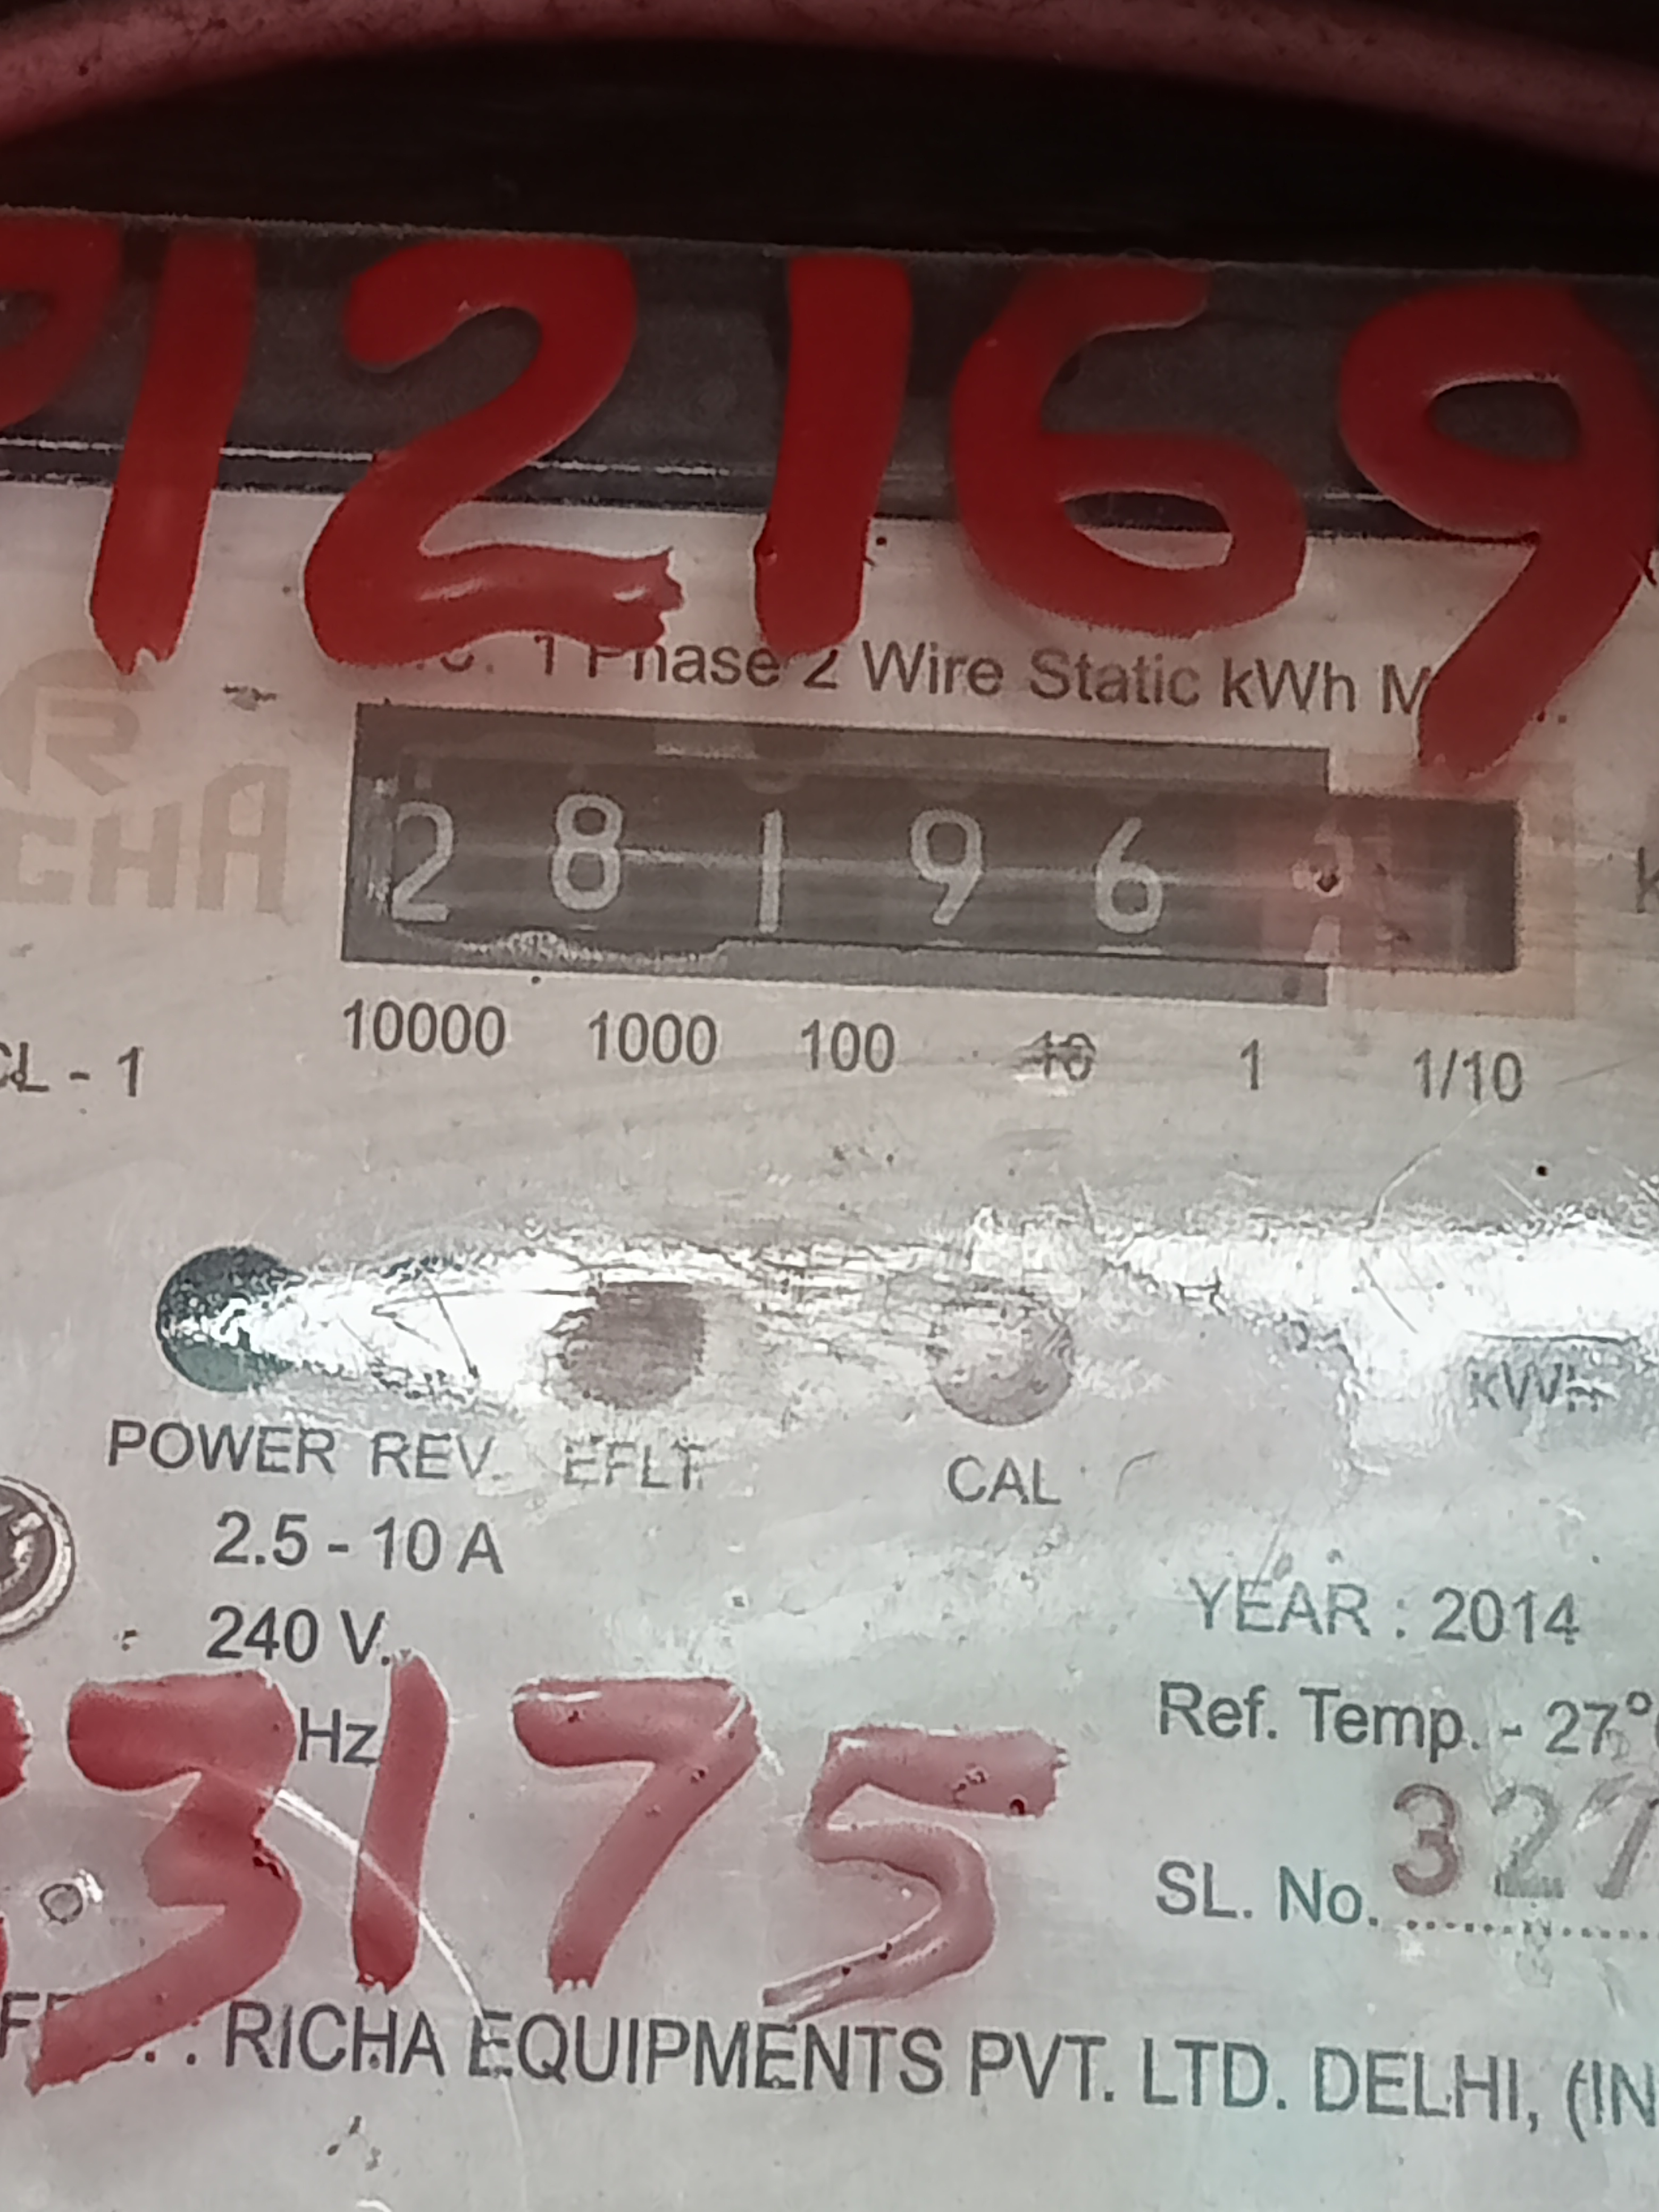 12169
1 Phase 2 Wire Static kWh
RICHA
28196
10000 1000 100 10 1 1/10
CL - 1
POWER REV. EFLT CAL kWh
2.5 - 10 A
240 V.
YEAR : 2014
Hz
Ref. Temp. - 27°
3175
SL. No. 327
RICHA EQUIPMENTS PVT. LTD. DELHI, (IN